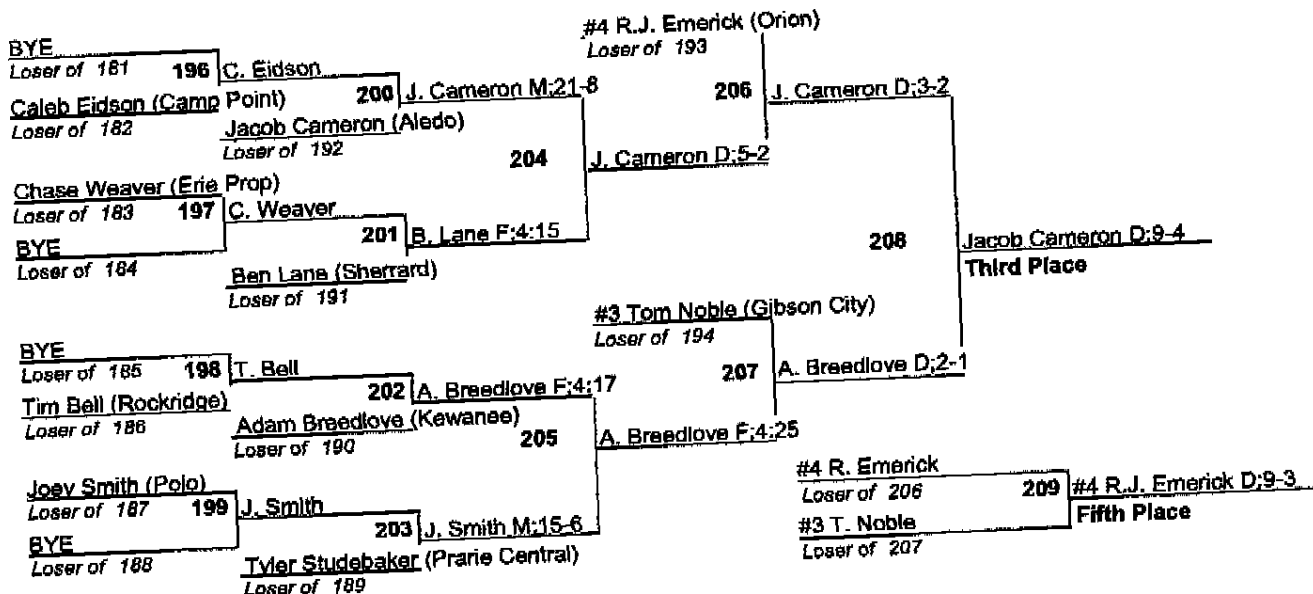 BYE
Loser of 181
196
C. Eidson
Caleb Eidson (Camp Point)
Loser of 182
200
J. Cameron M;21-8
Jacob Cameron (Aledo)
Loser of 192
Chase Weaver (Erie Prop)
Loser of 183
197
C. Weaver
BYE
Loser of 184
201
B. Lane F;4:15
Ben Lane (Sherrard)
Loser of 191
204
J. Cameron D;5-2
#4 R.J. Emerick (Orion)
Loser of 193
206
J. Cameron D;3-2
BYE
Loser of 185
198
T. Bell
Tim Bell (Rockridge)
Loser of 186
202
A. Breedlove F;4:17
Adam Breedlove (Kewanee)
Loser of 190
Joey Smith (Polo)
Loser of 187
199
J. Smith
BYE
Loser of 188
203
J. Smith M;15-6
Tyler Studebaker (Prarie Central)
Loser of 189
205
A. Breedlove F;4:25
#3 Tom Noble (Gibson City)
Loser of 194
207
A. Breedlove D;2-1
208
Jacob Cameron D;9-4
Third Place
#4 R. Emerick
Loser of 206
209
#4 R.J. Emerick D;9-3
Fifth Place
#3 T. Noble
Loser of 207